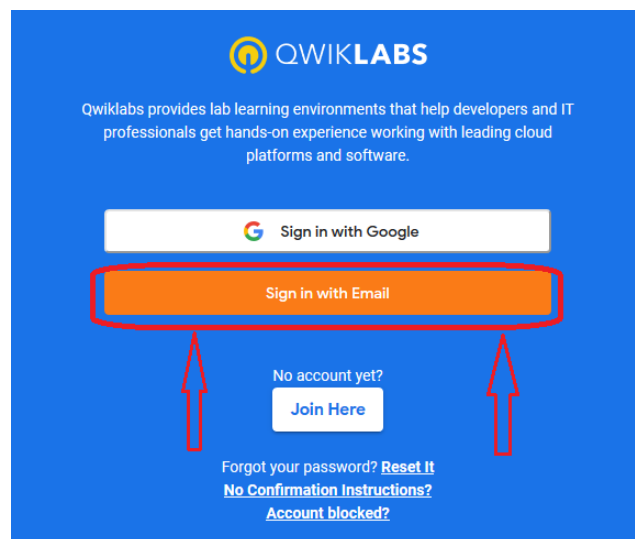 QWIKLABS
Qwiklabs provides lab learning environments that help developers and IT
professionals get hands-on experience working with leading cloud
platforms and software.
Sign in with Google
Sign in with Email
No account yet?
Join Here
Forgot your password? Reset It
No Confirmation Instructions?
Account blocked?